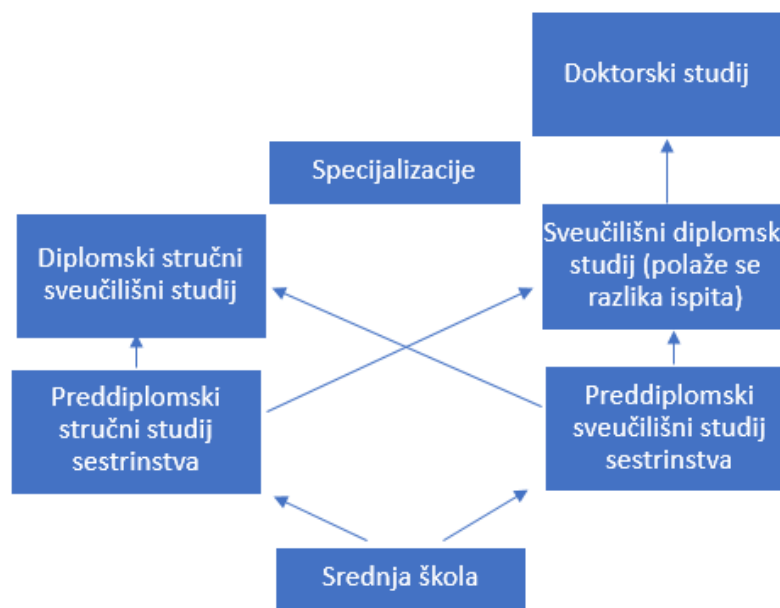 Doktorski studij
Specijalizacije
Diplomski stručni
sveučilišni studij
Sveučilišni diplomsk
studij (polaže se
razlika ispita)
Preddiplomski
stručni studij
sestrinstva
Preddiplomski
sveučilišni studij
sestrinstva
Srednja škola